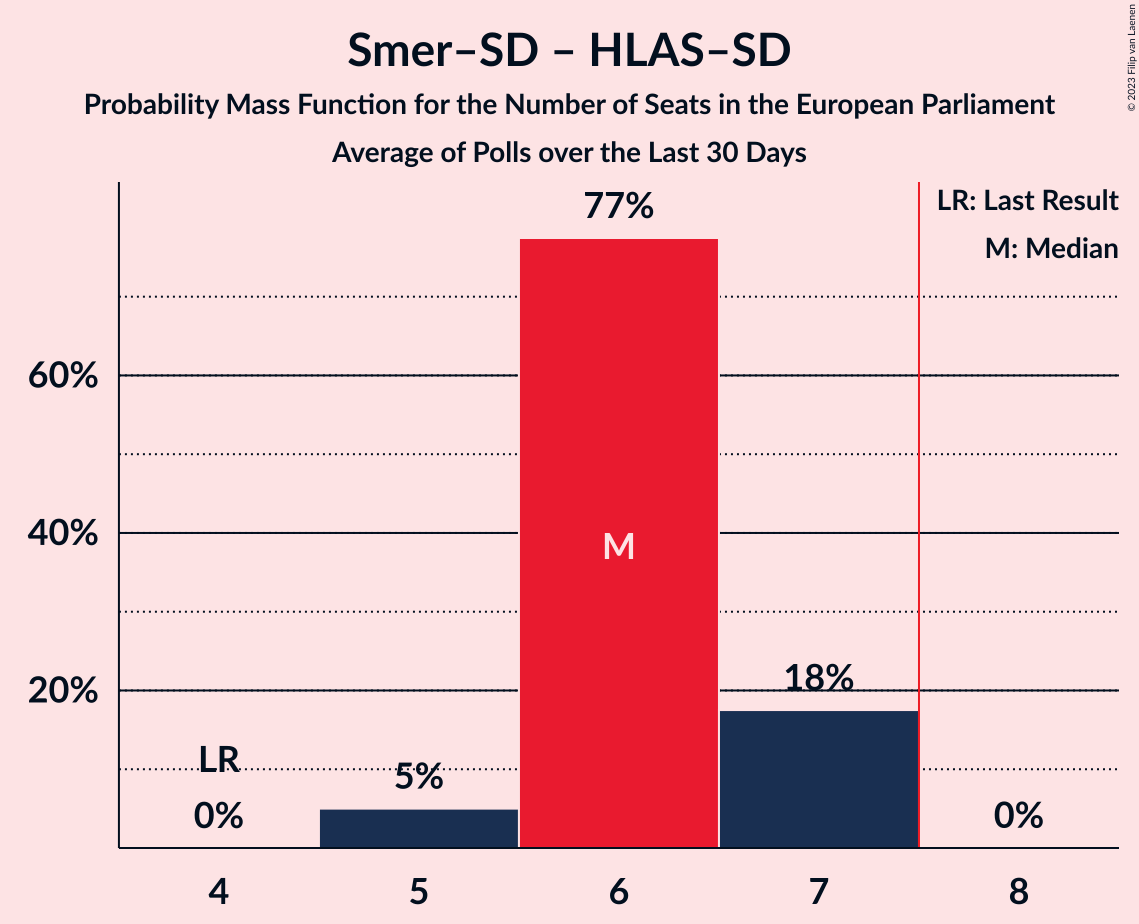 Smer–SD – HLAS–SD
Probability Mass Function for the Number of Seats in the European Parliament
Average of Polls over the Last 30 Days
© 2023 Filip van Laenen
LR: Last Result
M: Median
77%
60%
40%
M
20%
18%
LR
5%
0%
0%
4 5 6 7 8